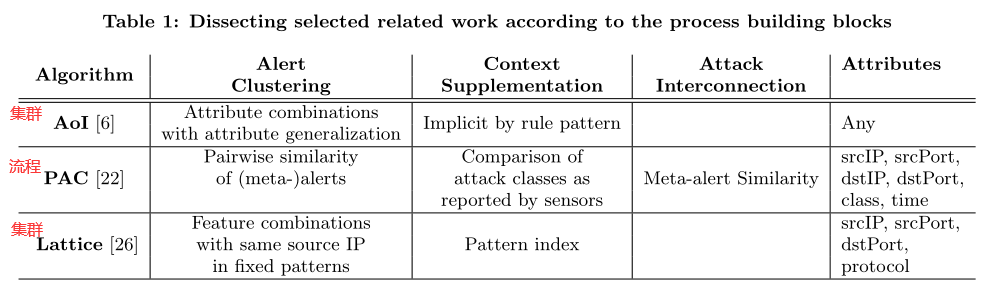 Table 1: Dissecting selected related work according to the process building blocks
Algorithm
Alert
Clustering
Context
Supplementation
Attack
Interconnection
Attributes
集群
AoI [6]
Attribute combinations
with attribute generalization
Implicit by rule pattern
Any
流程
PAC [22]
Pairwise similarity
of (meta-)alerts
Comparison of
attack classes as
reported by sensors
Meta-alert Similarity
srcIP, srcPort,
dstIP, dstPort,
class, time
集群
Lattice [26]
Feature combinations
with same source IP
in fixed patterns
Pattern index
srcIP, srcPort,
dstPort,
protocol